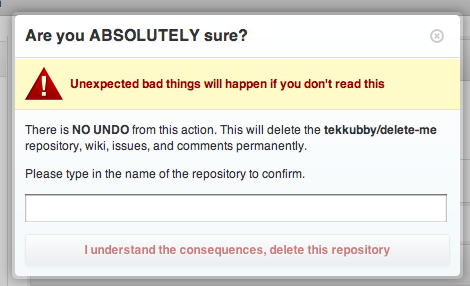 Are you ABSOLUTELY sure?
Unexpected bad things will happen if you don't read this
There is NO UNDO from this action. This will delete the tekkubby/delete-me
repository, wiki, issues, and comments permanently.
Please type in the name of the repository to confirm.
I understand the consequences, delete this repository